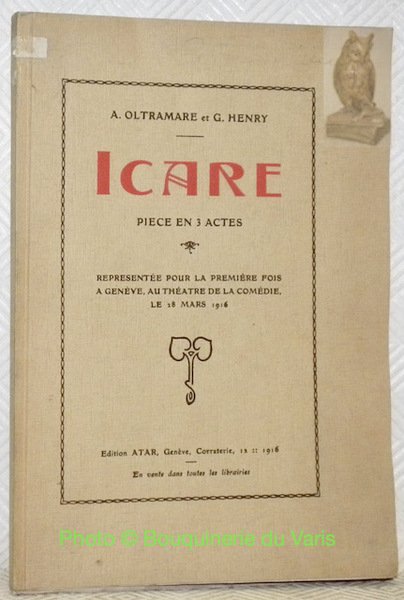 A. OLTRAMARE et G. HENRY
ICARE
PIECE EN 3 ACTES
REPRESENTÉE POUR LA PREMIÈRE FOIS
A GENÈVE, AU THÉATRE DE LA COMÉDIE,
LE 28 MARS 1916
Edition ATAR, Genève, Corraterie, 12 :: 1916
En vente dans toutes les librairies
Photo © Bouquinerie du Varis